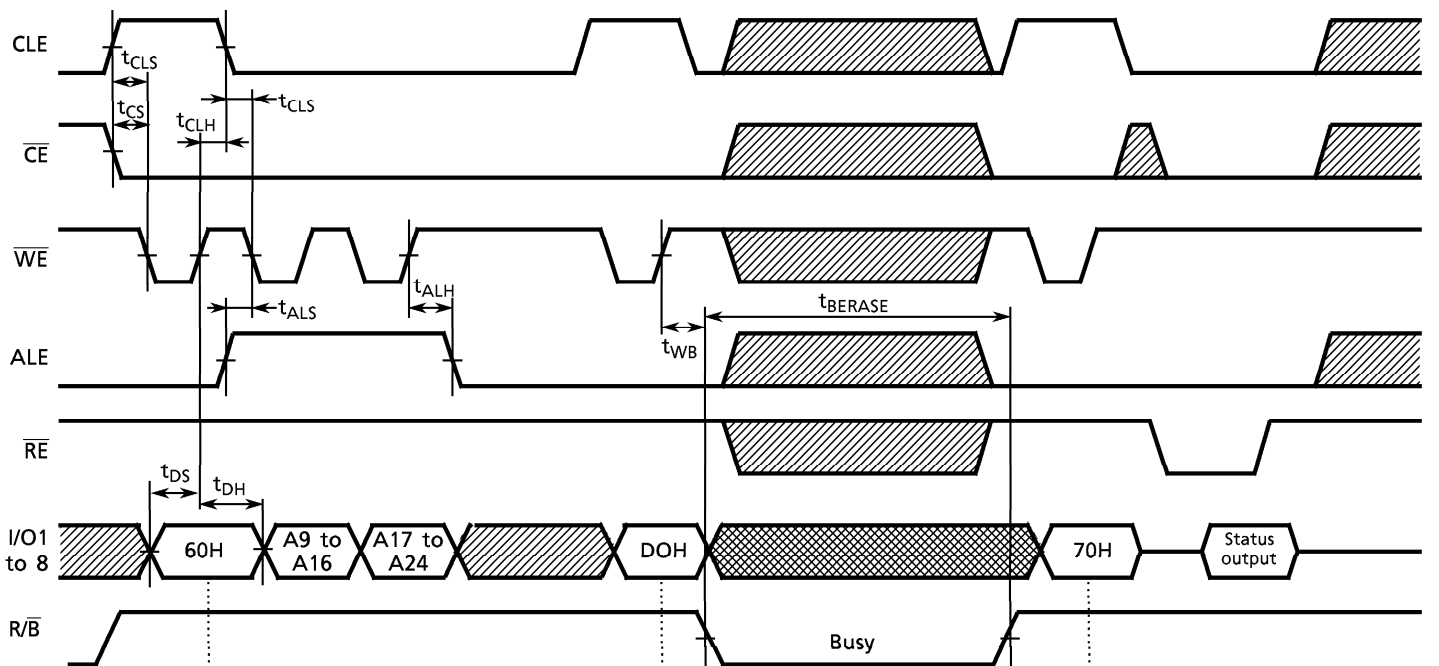 CLE
tCLS
tCS
tCLH
tCLS
CE
WE
tALS
tALH
tBERASE
tWB
ALE
RE
tDS
tDH
I/O1
to 8
60H
A9 to
A16
A17 to
A24
DOH
70H
Status
output
R/B
Busy